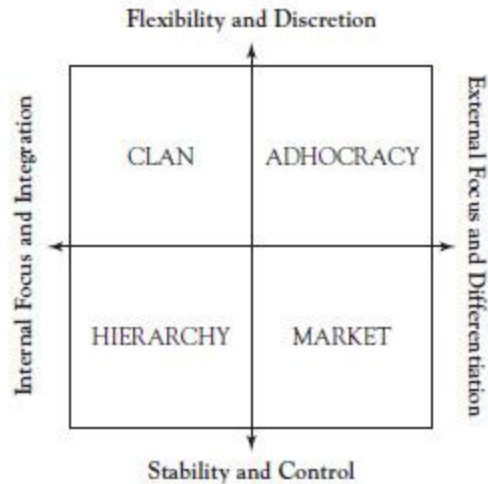 Flexibility and Discretion
Internal Focus and Integration
CLAN
ADHOCRACY
External Focus and Differentiation
HIERARCHY
MARKET
Stability and Control